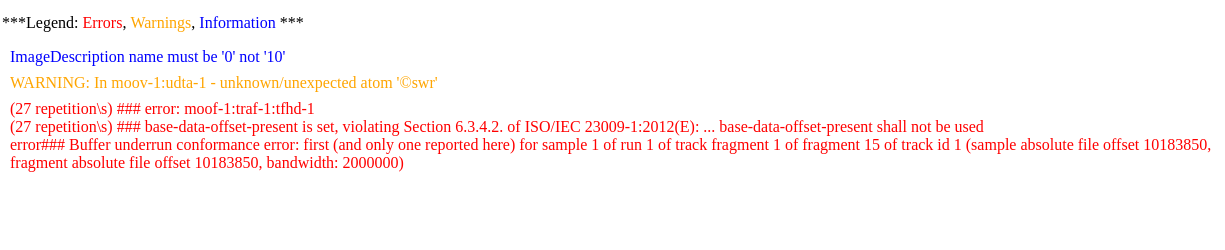 ***Legend: Errors, Warnings, Information ***
ImageDescription name must be '0' not '10'
WARNING: In moov-1:udta-1 - unknown/unexpected atom '©swr'
(27 repetition\s) ### error: moof-1:traf-1:tfhd-1
(27 repetition\s) ### base-data-offset-present is set, violating Section 6.3.4.2. of ISO/IEC 23009-1:2012(E): ... base-data-offset-present shall not be used
error### Buffer underrun conformance error: first (and only one reported here) for sample 1 of run 1 of track fragment 1 of fragment 15 of track id 1 (sample absolute file offset 10183850,
fragment absolute file offset 10183850, bandwidth: 2000000)